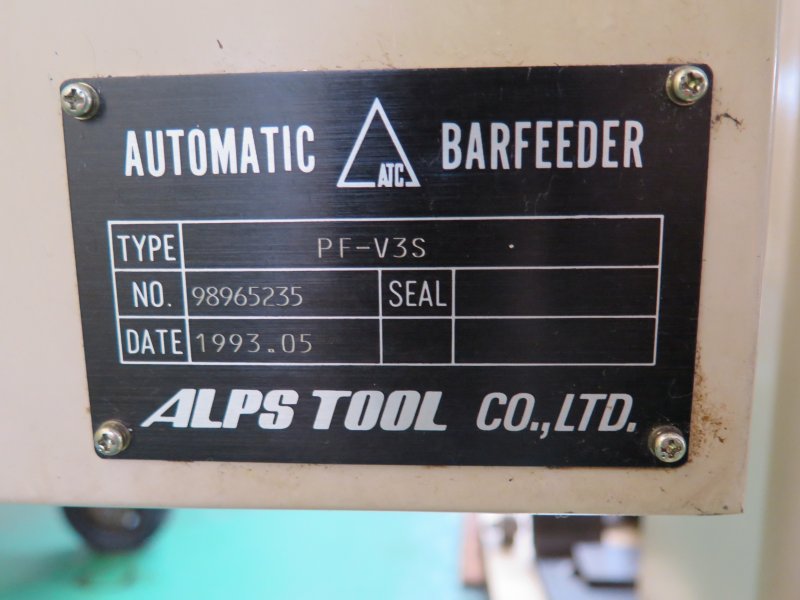 AUTOMATIC ATC BARFEEDER
TYPE PF-V3S
NO. 98965235 SEAL
DATE 1993.05
ALPS TOOL CO.,LTD.